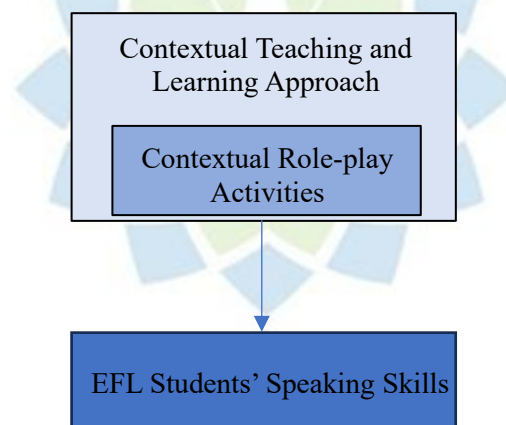 Contextual Teaching and
Learning Approach
Contextual Role-play
Activities
EFL Students’ Speaking Skills